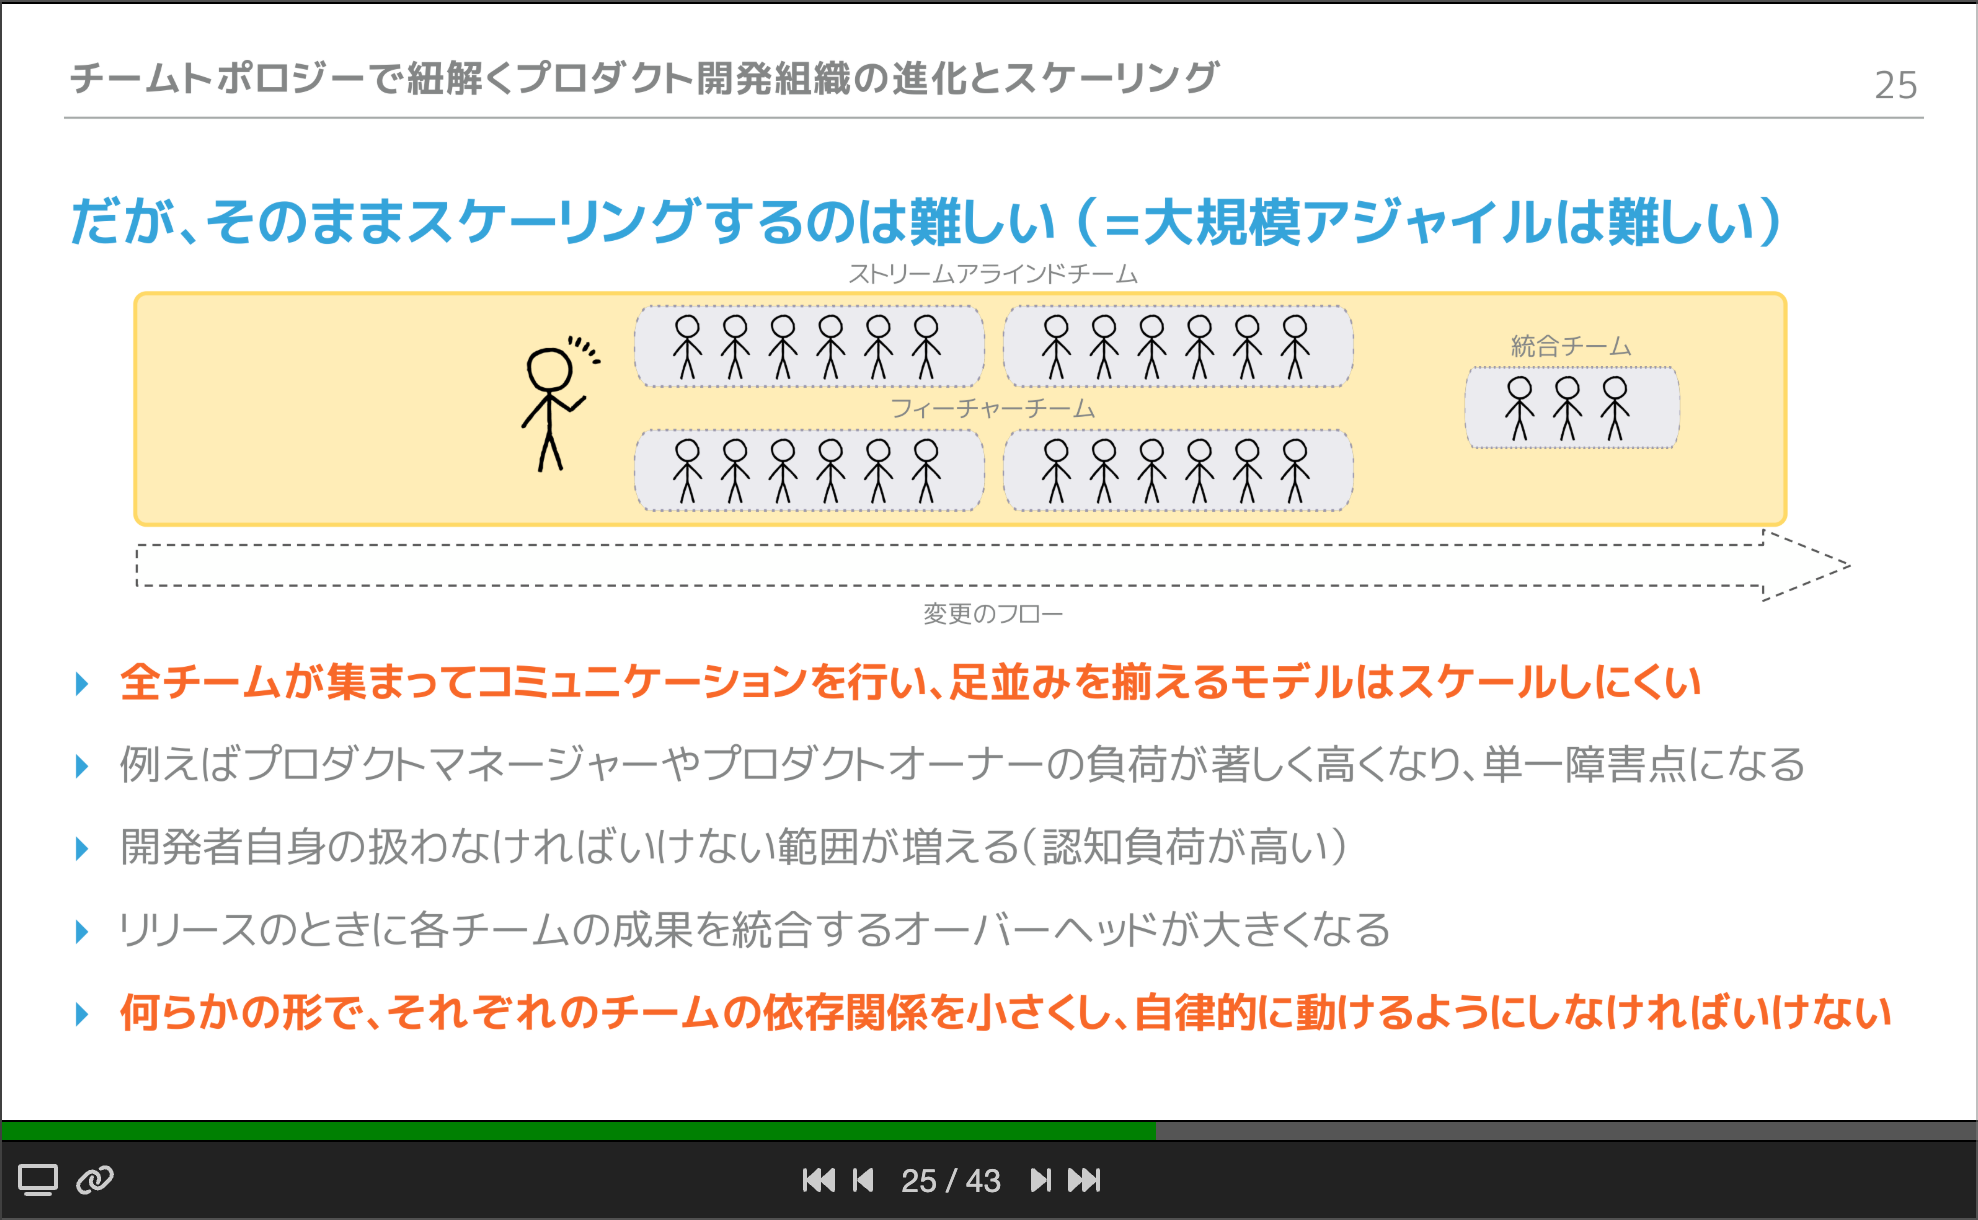 チームトポロジーで紐解くプロダクト開発組織の進化とスケーリング
25
だが、そのままスケーリングするのは難しい（=大規模アジャイルは難しい）
ストリームアラインドチーム
統合チーム
フィーチャーチーム
変更のフロー
全チームが集まってコミュニケーションを行い、足並みを揃えるモデルはスケールしにくい
例えばプロダクトマネージャーやプロダクトオーナーの負荷が著しく高くなり、単一障害点になる
開発者自身の扱わなければいけない範囲が増える（認知負荷が高い）
リリースのときに各チームの成果を統合するオーバーヘッドが大きくなる
何らかの形で、それぞれのチームの依存関係を小さくし、自律的に動けるようにしなければいけない
25 / 43